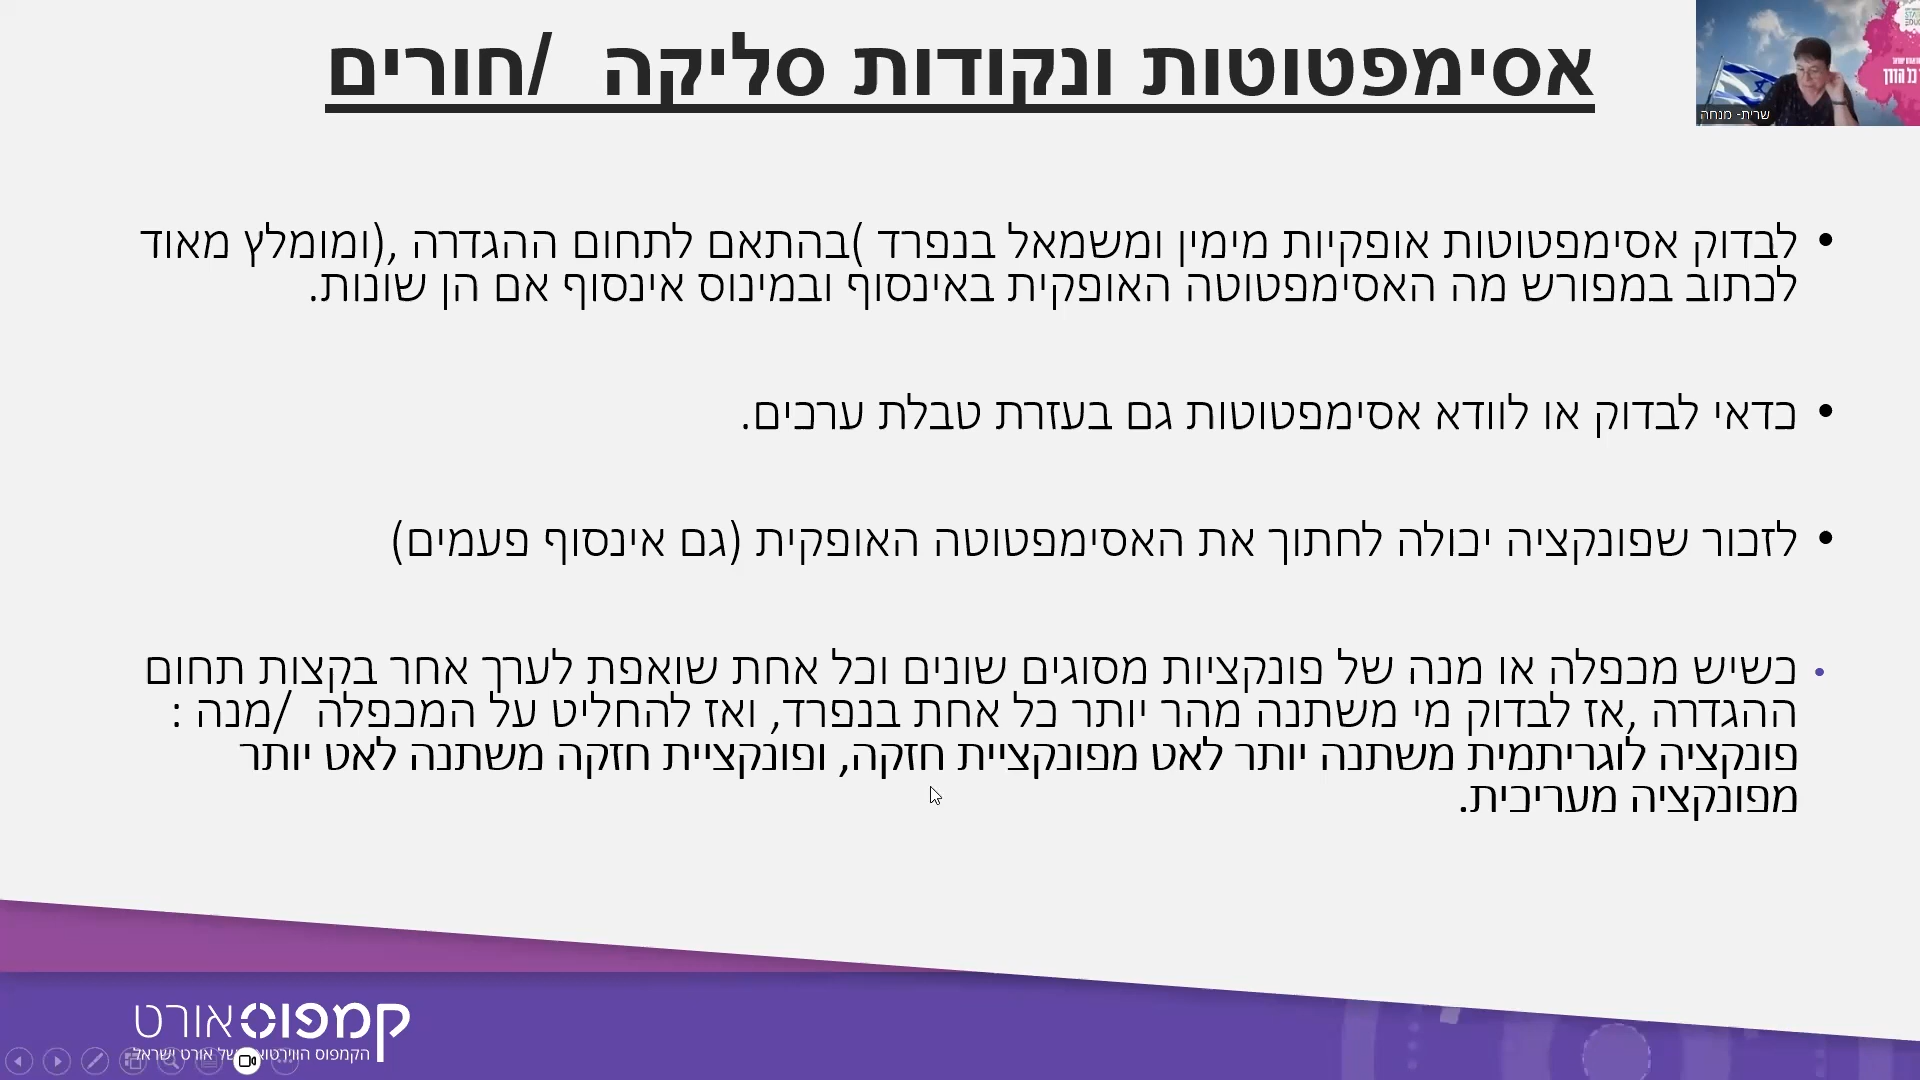 אסימפטוטות ונקודות סליקה /חורים
שרית- מנחה
• לבדוק אסימפטוטות אופקיות מימין ומשמאל בנפרד )בהתאם לתחום ההגדרה ,(ומומלץ מאוד
לכתוב במפורש מה האסימפטוטה האופקית באינסוף ובמינוס אינסוף אם הן שונות.
• כדאי לבדוק או לוודא אסימפטוטות גם בעזרת טבלת ערכים.
• לזכור שפונקציה יכולה לחתוך את האסימפטוטה האופקית (גם אינסוף פעמים)
• כשיש מכפלה או מנה של פונקציות מסוגים שונים וכל אחת שואפת לערך אחר בקצות תחום
ההגדרה ,אז לבדוק מי משתנה מהר יותר כל אחת בנפרד, ואז להחליט על המכפלה /מנה :
פונקציה לוגריתמית משתנה יותר לאט מפונקציית חזקה, ופונקציית חזקה משתנה לאט יותר
מפונקציה מעריכית.
קמפוס אורט
הקמפוס של אורט ישראל